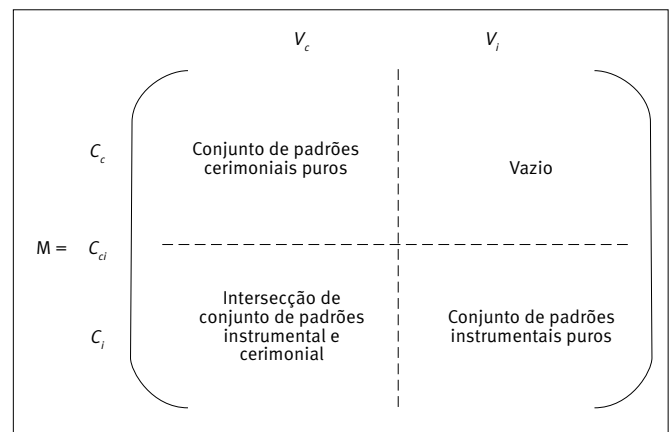 V_c V_i
C_c Conjunto de padrões
cerimoniais puros Vazio
M = C_ci
Intersecção de
conjunto de padrões
instrumental e
cerimonial
C_i Conjunto de padrões
instrumentais puros